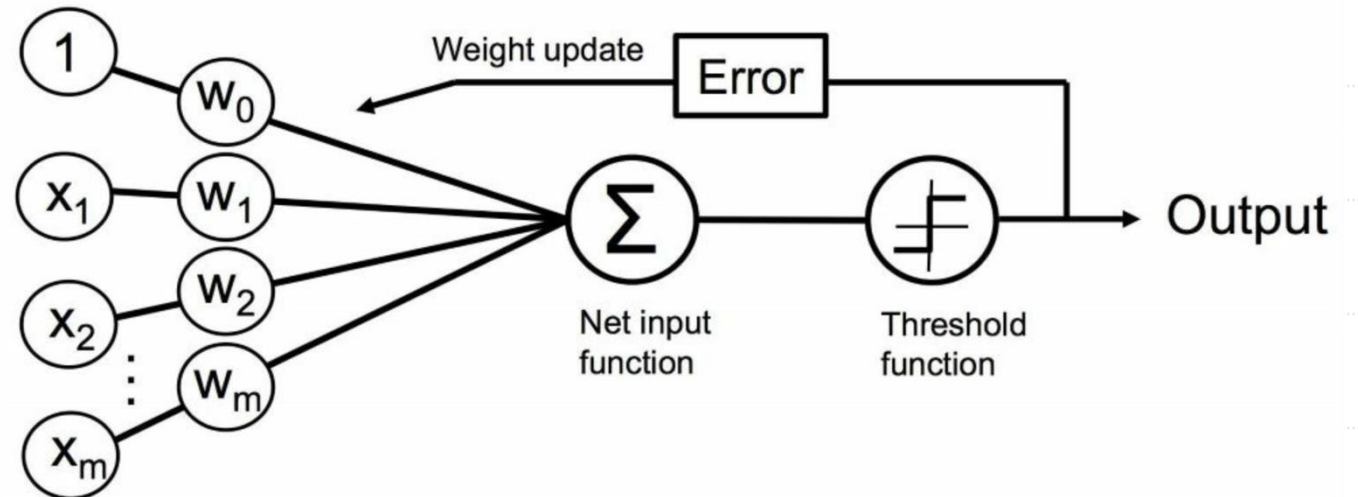 1
w₀
Weight update
Error
x₁
w₁
Σ
Output
x₂
w₂
Net input
function
Threshold
function
⋮
xₘ
wₘ